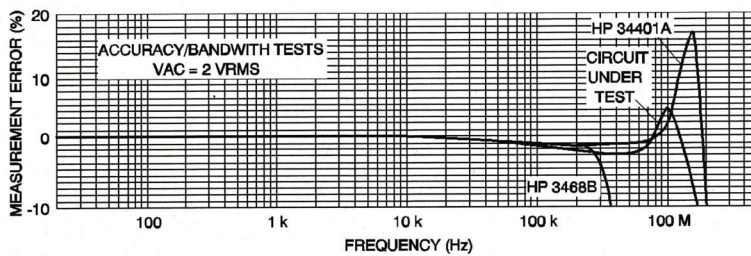 MEASUREMENT ERROR (%)
20
10
0
-10
ACCURACY/BANDWITH TESTS
VAC = 2 VRMS
HP 34401A
CIRCUIT
UNDER
TEST
HP 3468B
100
1 k
10 k
100 k
100 M
FREQUENCY (Hz)